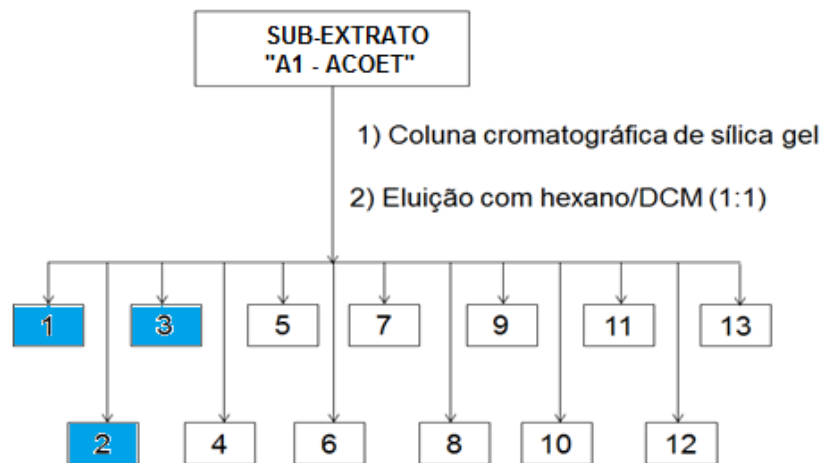 SUB-EXTRATO
"A1 - ACOET"
1) Coluna cromatográfica de sílica gel
2) Eluição com hexano/DCM (1:1)
1 3 5 7 9 11 13
2 4 6 8 10 12